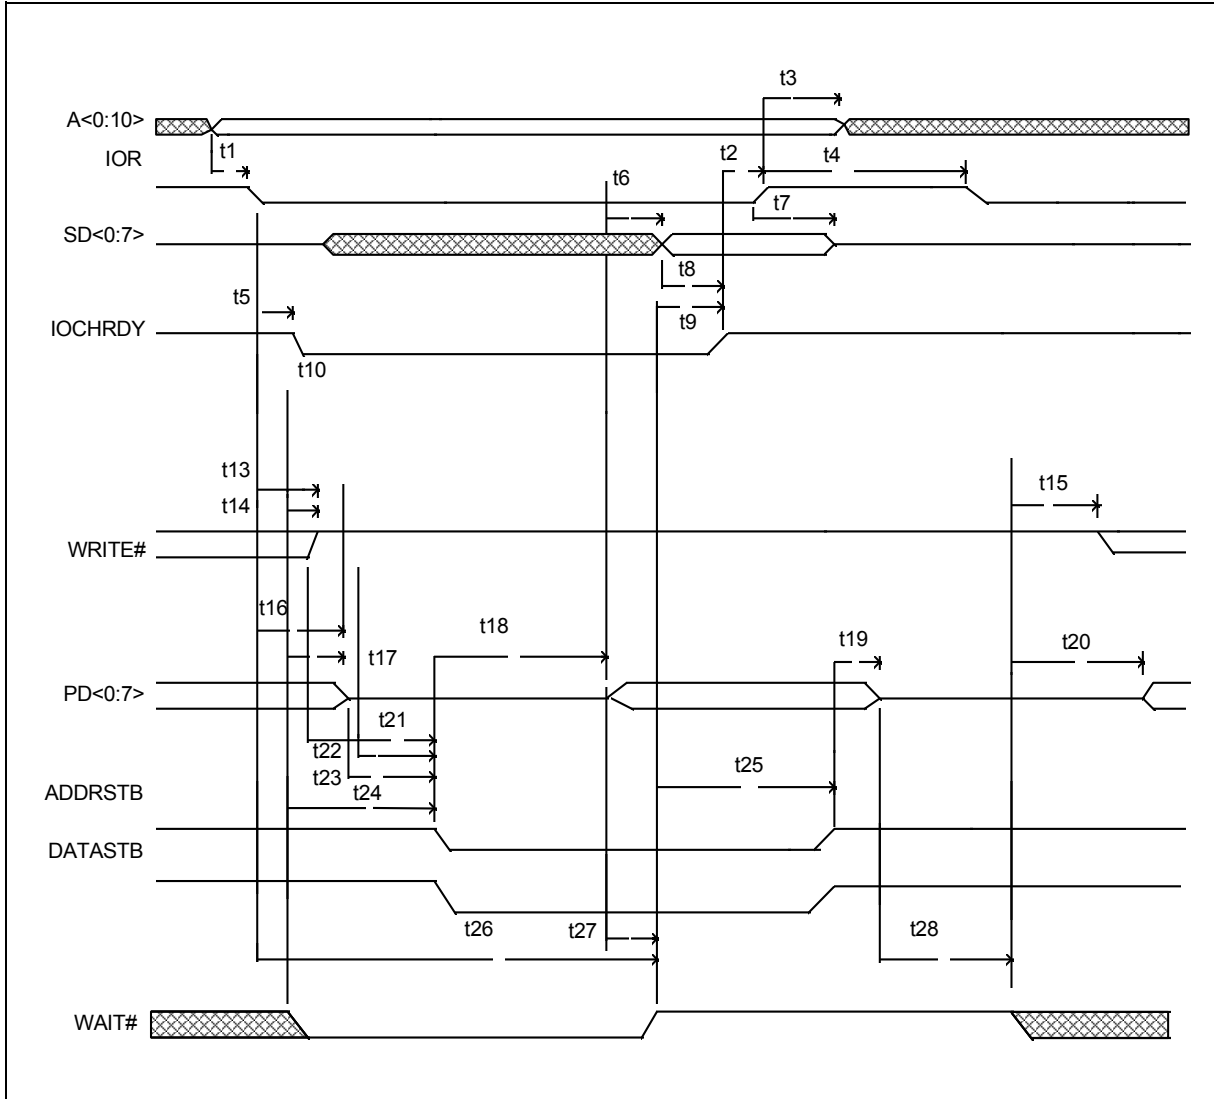 t3
A<0:10>
t1
t2
t4
IOR
t6
t7
SD<0:7>
t8
t5
t9
IOCHRDY
t10
t13
t15
t14
WRITE#
t16
t18
t19
t20
t17
PD<0:7>
t21
t22
t23
t25
ADDRSTB
t24
DATASTB
t26
t27
t28
WAIT#